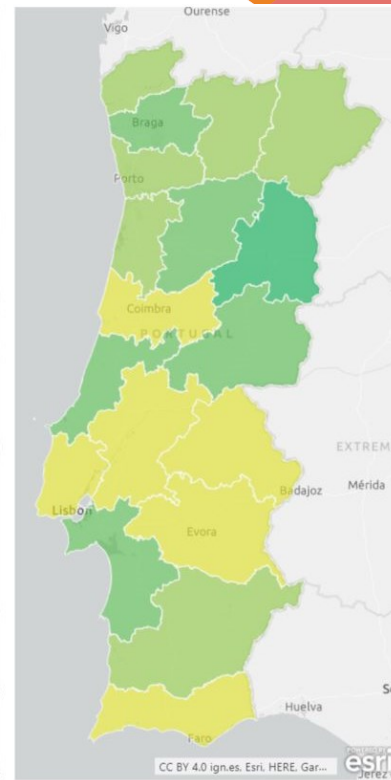 Ourense
Vigo
Braga
Porto
Coimbra
PORTUGAL
EXTREM
Mérida
Badajoz
Lisbon
Evora
Huelva
Faro
CC BY 4.0 ign.es, Esri, HERE, Gar...
esri
Jerez